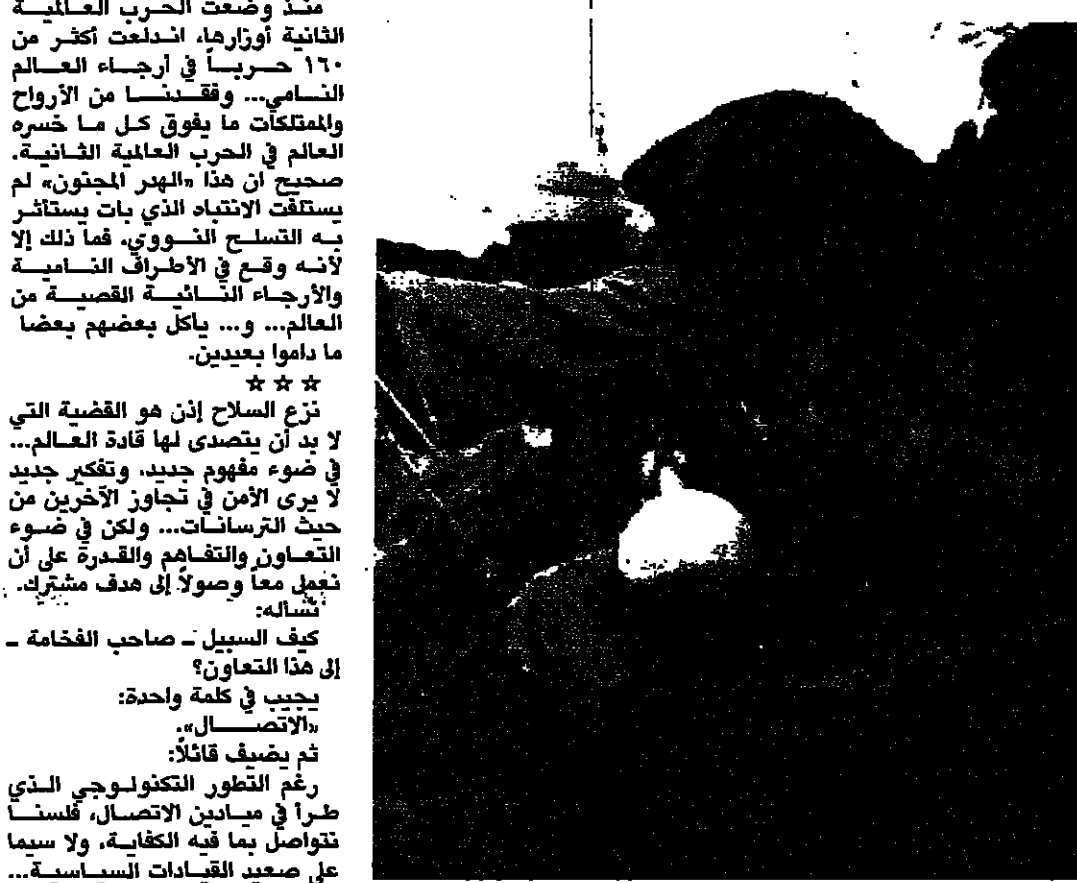 منذ وضعت الحرب العالمية
الثانية أوزارها، اندلعت أكثر من
١٦٠ حرباً في أرجاء العالم
النامي... وفقدنا من الأرواح
والممتلكات ما يفوق كل ما خسره
العالم في الحرب العالمية الثانية.
صحيح ان هذا «الهدر المجنون» لم
يستلفت الانتباه الذي بات يستأثر
به التسلح النووي، فما ذلك إلا
لأنه وقع في الأطراف النامية
والأرجاء النائية القصية من
العالم... و... يأكل بعضهم بعضا
ما داموا بعيدين.
☆ ☆ ☆
نزع السلاح إذن هو القضية التي
لا بد أن يتصدى لها قادة العالم...
في ضوء مفهوم جديد، وتفكير جديد
لا يرى الأمن في تجاوز الآخرين من
حيث الترسانات... ولكن في ضوء
التعاون والتفاهم والقدرة على أن
نعمل معاً وصولاً إلى هدف مشترك.
نسأله:
كيف السبيل ـ صاحب الفخامة ـ
إلى هذا التعاون؟
يجيب في كلمة واحدة:
«الاتصال».
ثم يضيف قائلاً:
رغم التطور التكنولوجي الذي
طرأ في ميادين الاتصال، فلسنا
نتواصل بما فيه الكفاية، ولا سيما
على صعيد القيادات السياسية...